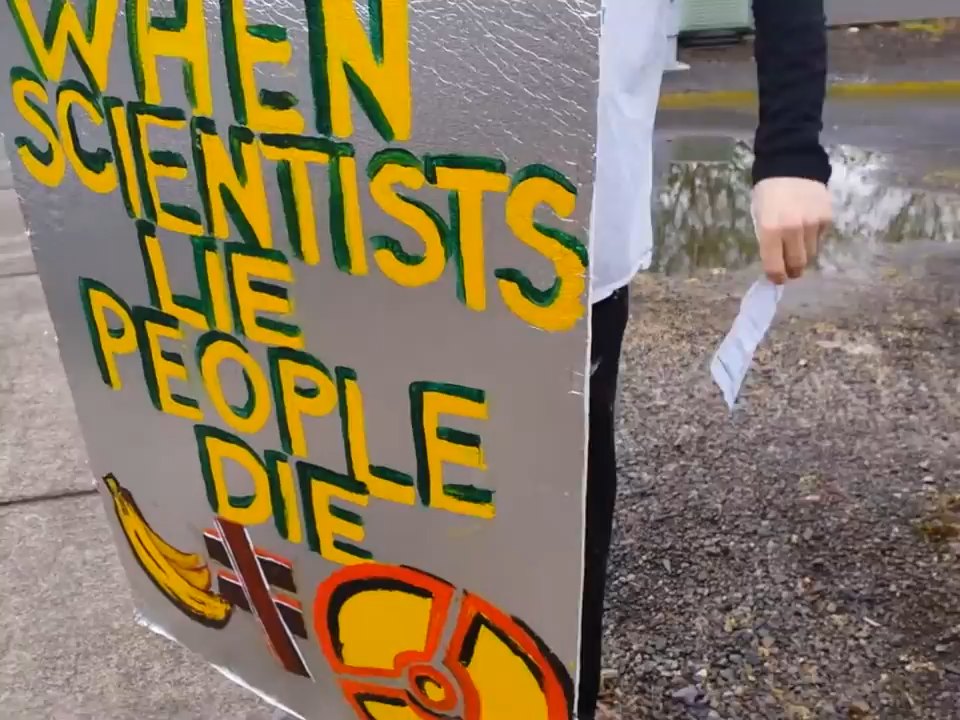 WHEN
SCIENTISTS
LIE
PEOPLE
DIE
≠